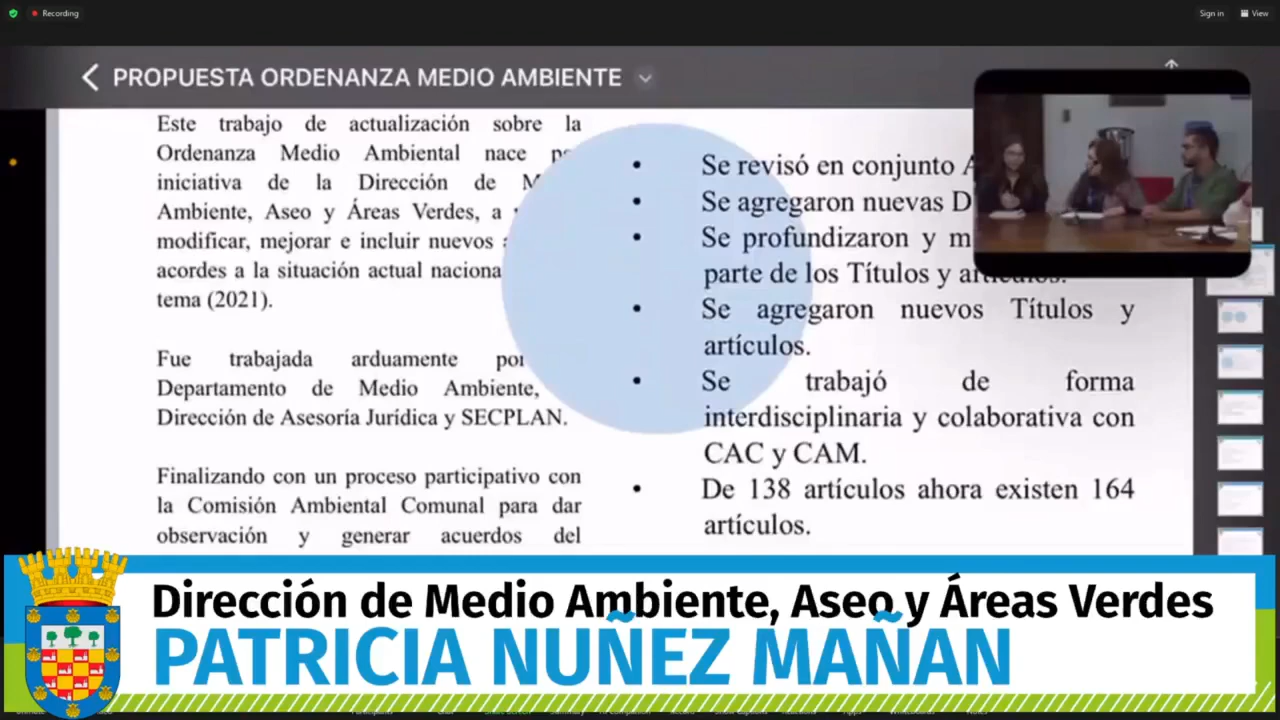 Recording
Sign in
View
PROPUESTA ORDENANZA MEDIO AMBIENTE
Este trabajo de actualización sobre la
Ordenanza Medio Ambiental nace
iniciativa de la Dirección de
Ambiente, Aseo y Áreas Verdes, a
modificar, mejorar e incluir nuevos
acordes a la situación actual
tema (2021).
Fue trabajada arduamente por
Departamento de Medio Ambiente,
Dirección de Asesoría Jurídica y SECPLAN.
Finalizando con un proceso participativo con
la Comisión Ambiental Comunal para dar
observación y generar acuerdos del
• Se revisó en conjunto
• Se agregaron nuevas
• Se profundizaron y
parte de los Títulos y artículos.
• Se agregaron nuevos Títulos y
artículos.
• Se trabajó de forma
interdisciplinaria y colaborativa con
CAC y CAM.
• De 138 artículos ahora existen 164
artículos.
Dirección de Medio Ambiente, Aseo y Áreas Verdes
PATRICIA NUÑEZ MAÑAN